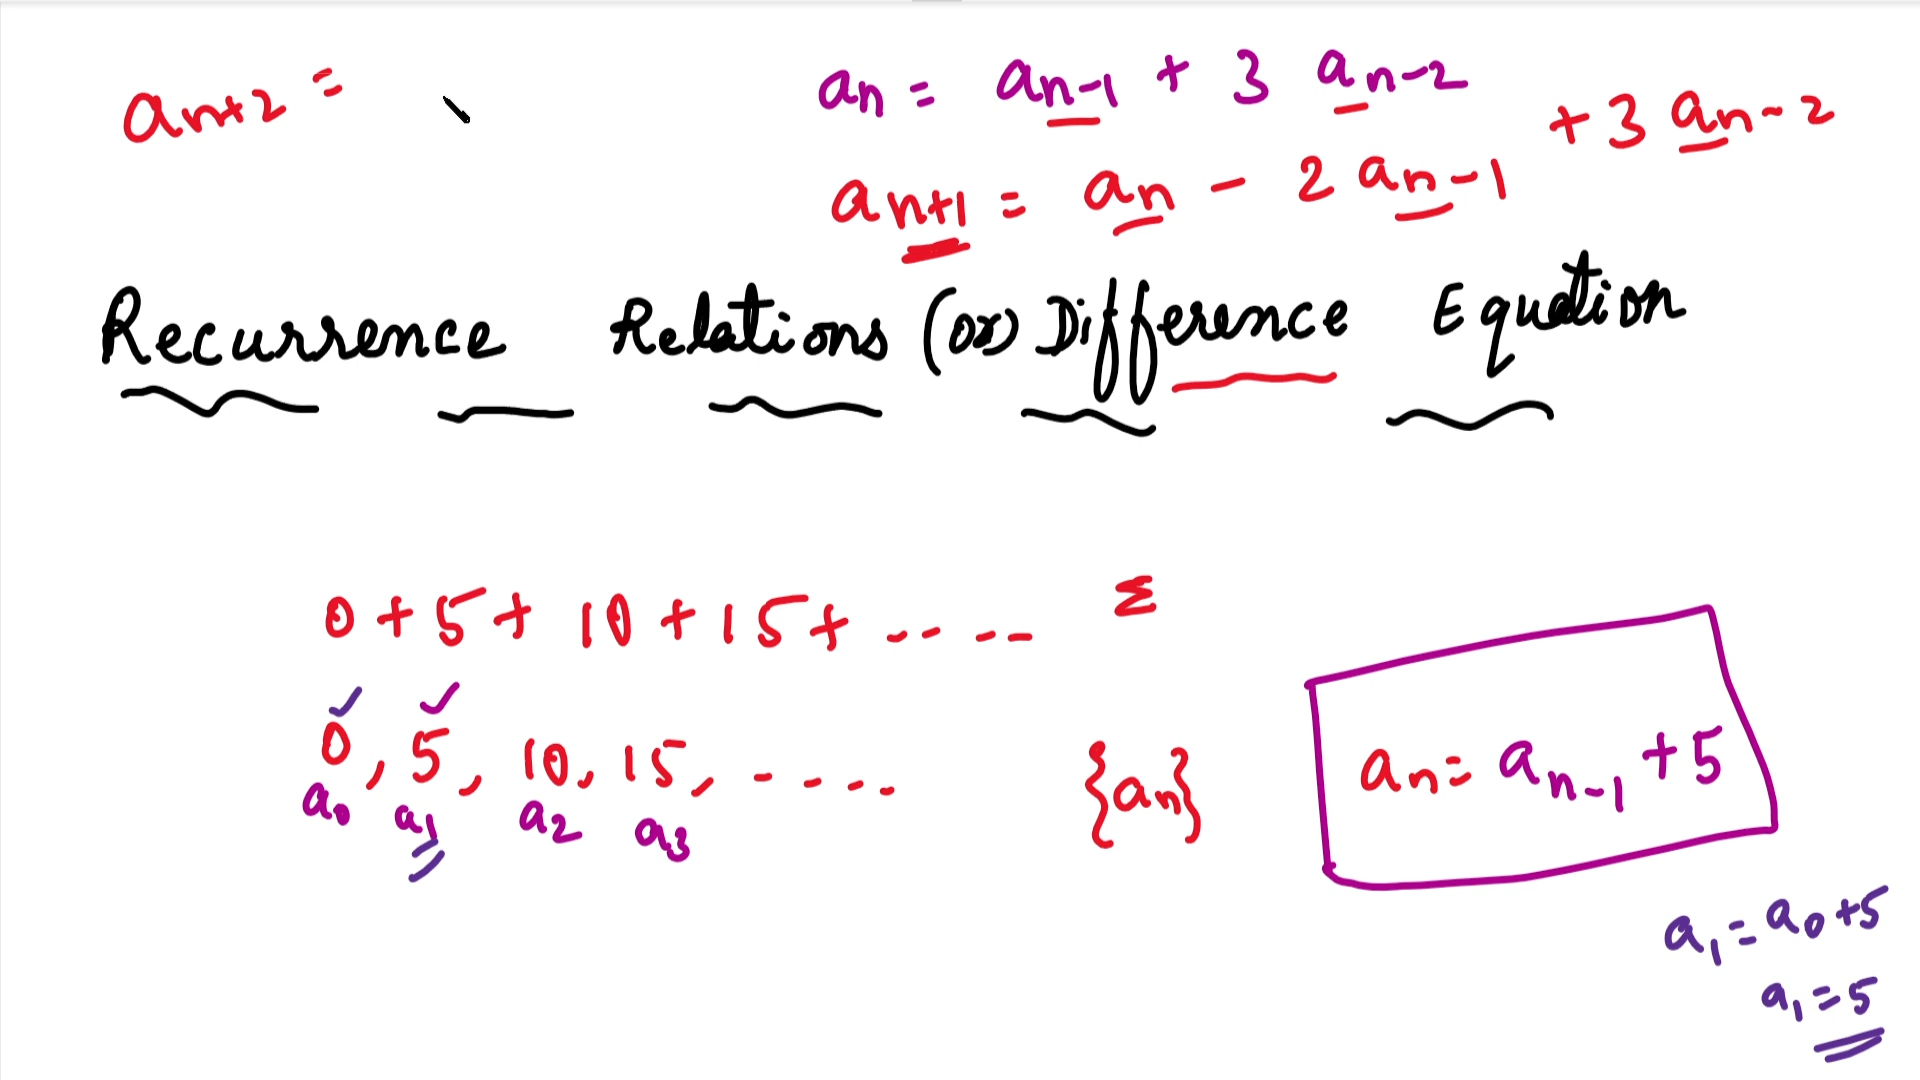 aₙ₊₂ =
aₙ = aₙ₋₁ + 3 aₙ₋₂
aₙ₊₁ = aₙ - 2 aₙ₋₁ + 3 aₙ₋₂
Recurrence Relations (or) Difference Equation
0 + 5 + 10 + 15 + ---- Σ
0, 5, 10, 15, - - - -
a₀ a₁ a₂ a₃
{aₙ}
aₙ = aₙ₋₁ + 5
a₁ = a₀ + 5
a₁ = 5